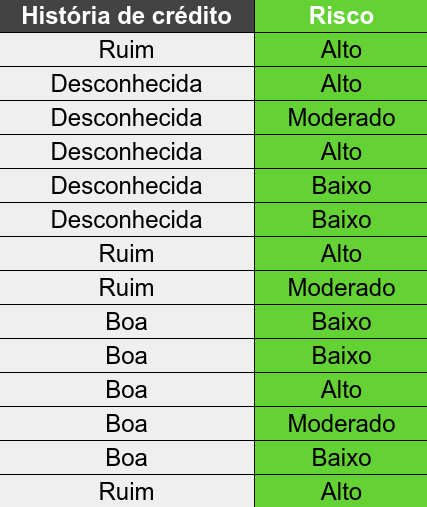 História de crédito Risco
Ruim Alto
Desconhecida Alto
Desconhecida Moderado
Desconhecida Alto
Desconhecida Baixo
Desconhecida Baixo
Ruim Alto
Ruim Moderado
Boa Baixo
Boa Baixo
Boa Alto
Boa Moderado
Boa Baixo
Ruim Alto